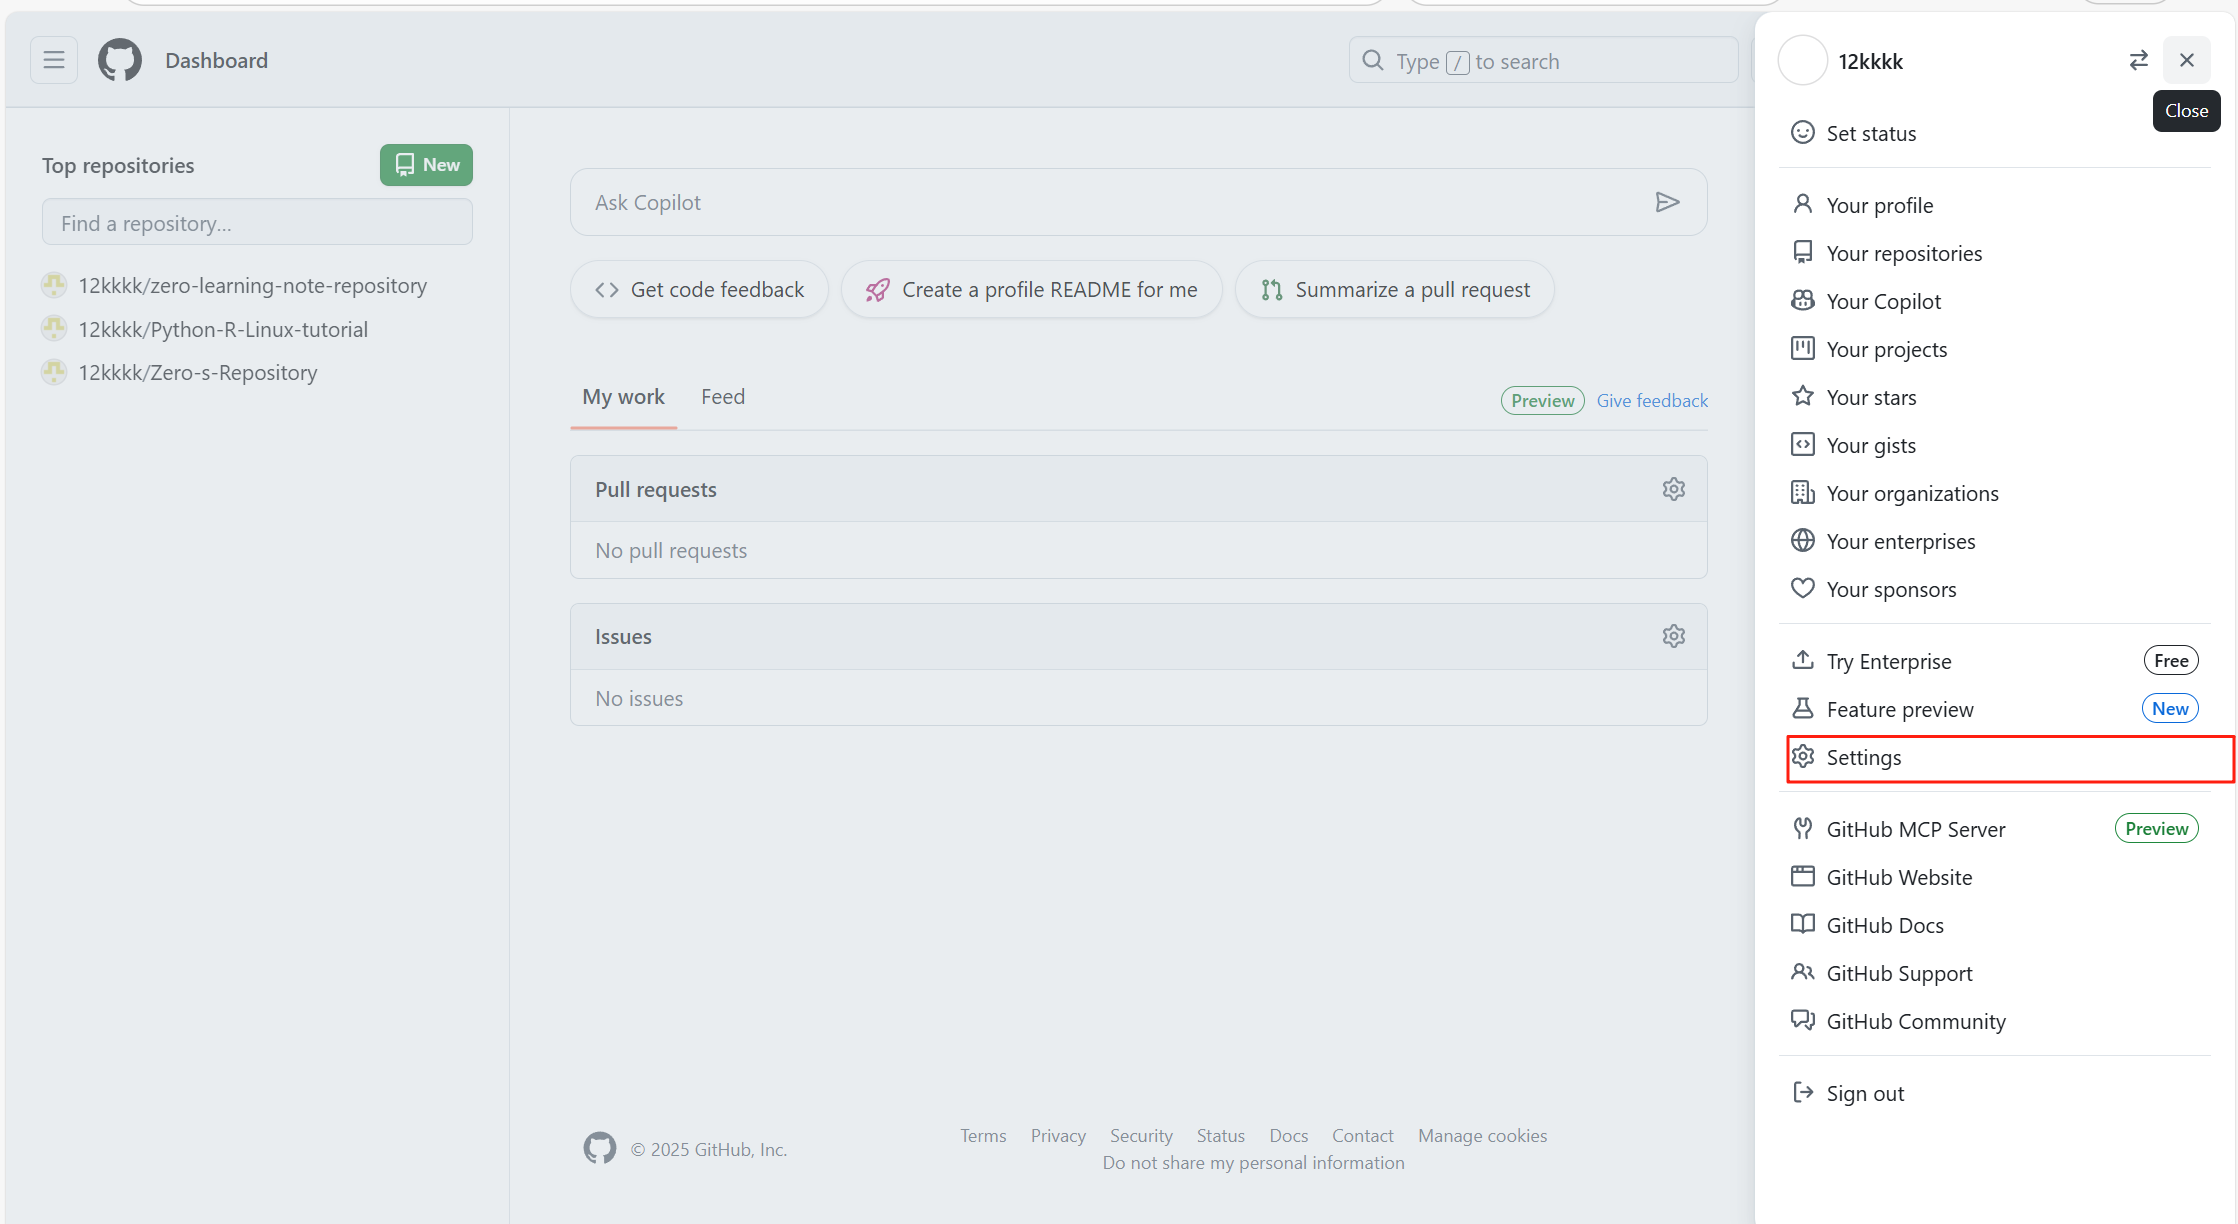 Dashboard
Type / to search
Top repositories
New
Find a repository...
12kkkk/zero-learning-note-repository
12kkkk/Python-R-Linux-tutorial
12kkkk/Zero-s-Repository
Ask Copilot
Get code feedback
Create a profile README for me
Summarize a pull request
My work
Feed
Preview
Give feedback
Pull requests
No pull requests
Issues
No issues
© 2025 GitHub, Inc.
Terms
Privacy
Security
Status
Docs
Contact
Manage cookies
Do not share my personal information
12kkkk
Close
Set status
Your profile
Your repositories
Your Copilot
Your projects
Your stars
Your gists
Your organizations
Your enterprises
Your sponsors
Try Enterprise
Free
Feature preview
New
Settings
GitHub MCP Server
Preview
GitHub Website
GitHub Docs
GitHub Support
GitHub Community
Sign out